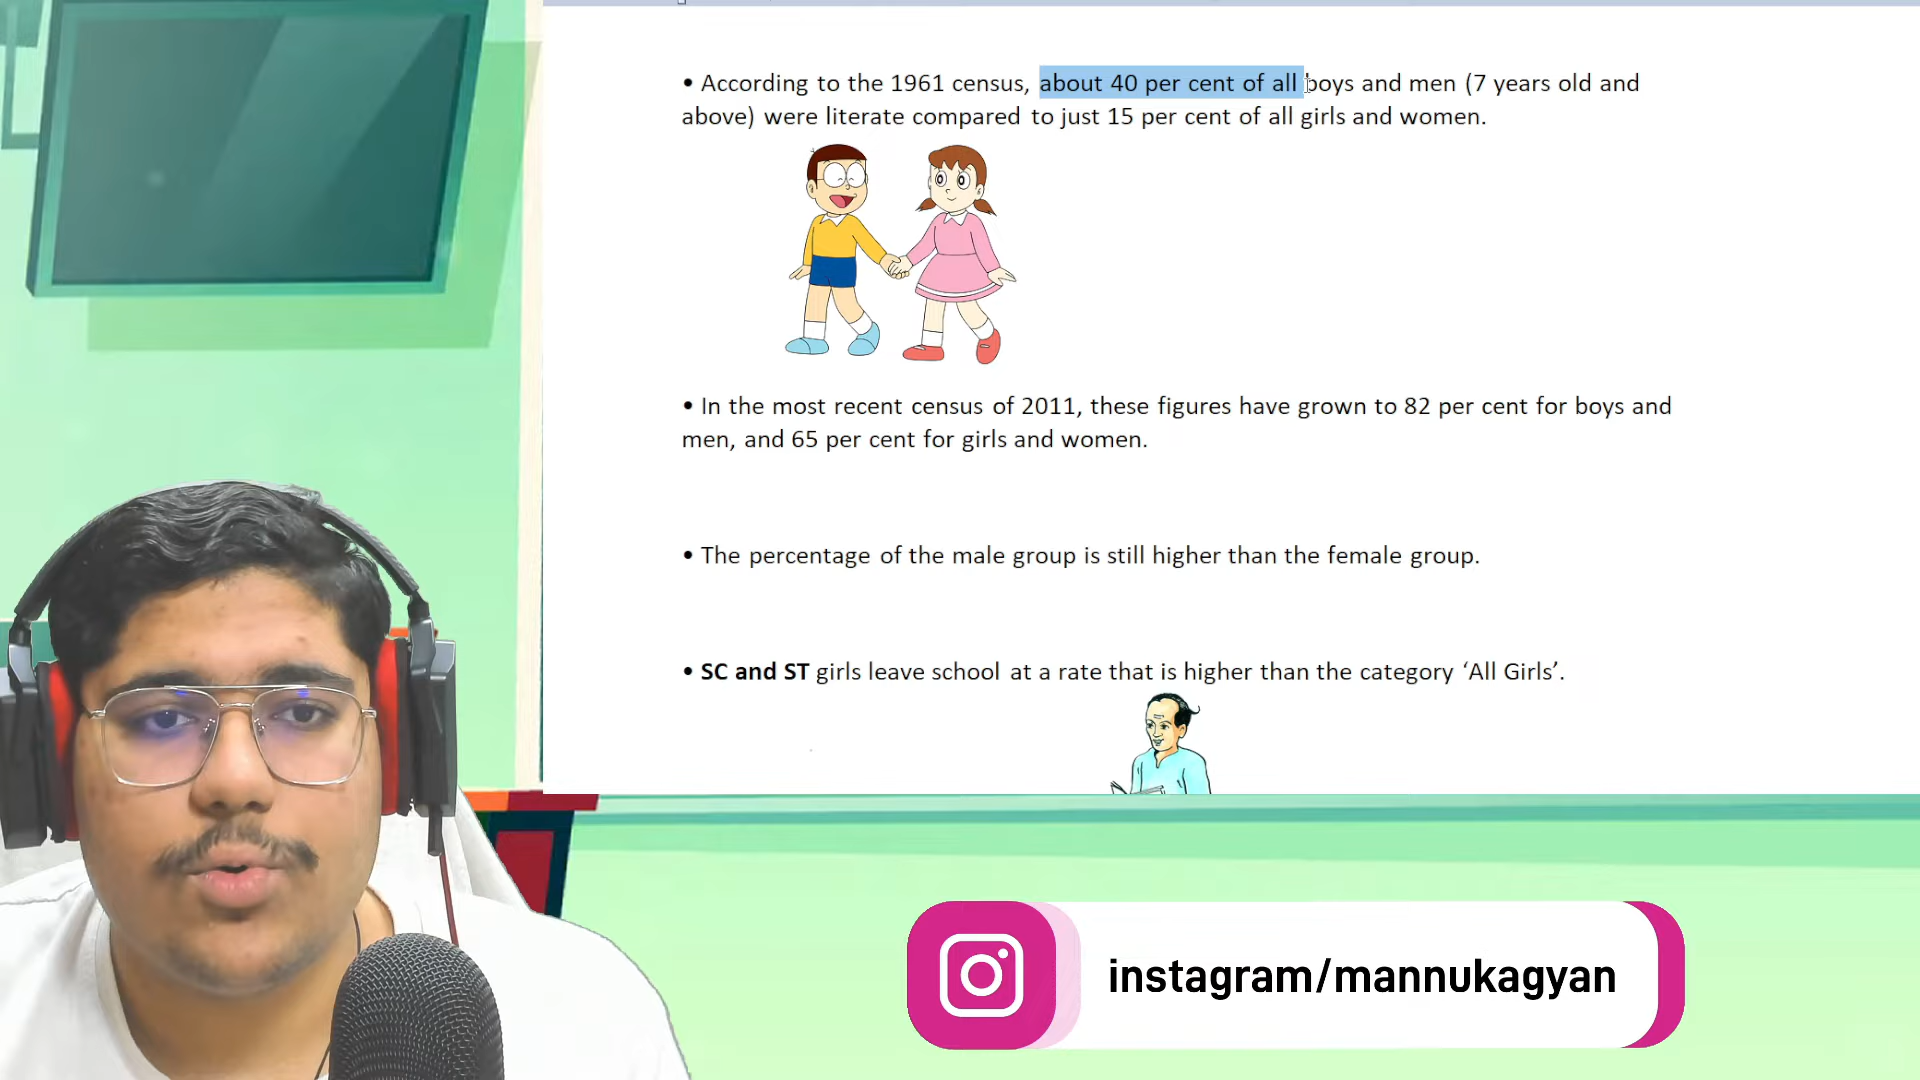 • According to the 1961 census, about 40 per cent of all boys and men (7 years old and
above) were literate compared to just 15 per cent of all girls and women.
• In the most recent census of 2011, these figures have grown to 82 per cent for boys and
men, and 65 per cent for girls and women.
• The percentage of the male group is still higher than the female group.
• SC and ST girls leave school at a rate that is higher than the category ‘All Girls’.
instagram/mannukagyan